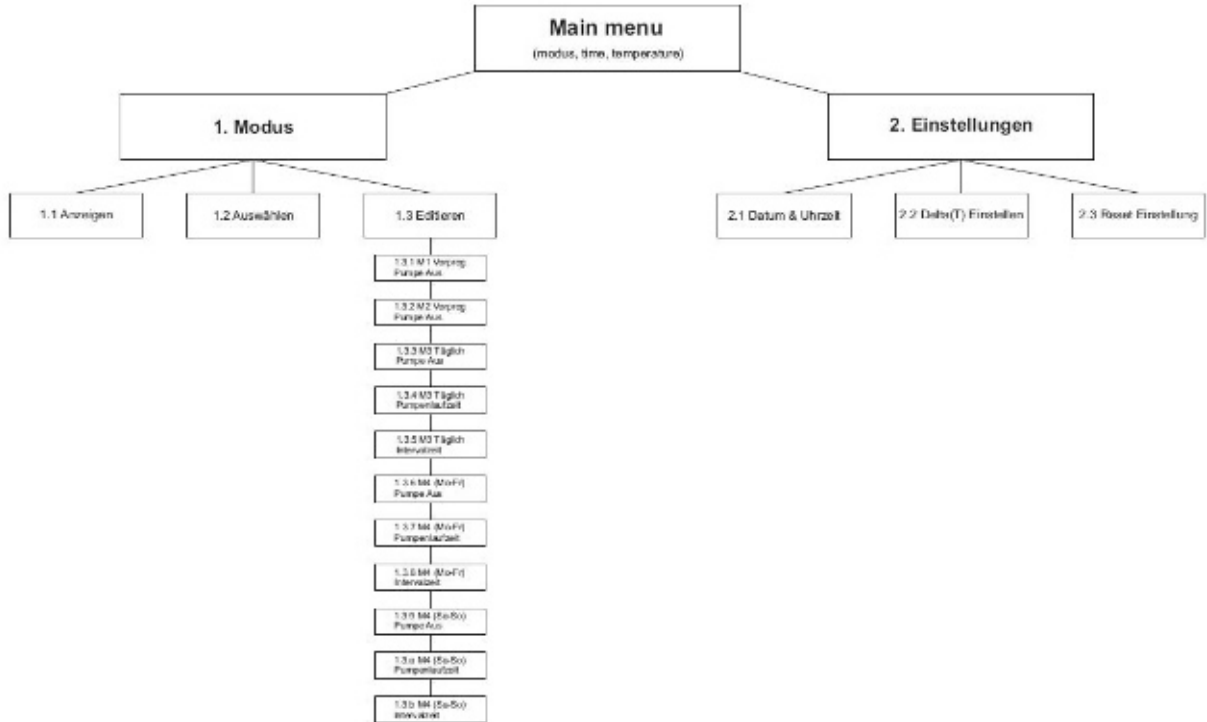 Main menu
(modus, time, temperature)
1. Modus
2. Einstellungen
1.1 Anzeigen
1.2 Auswählen
1.3 Editieren
2.1 Datum & Uhrzeit
2.2 Delta(T) Einstellen
2.3 Reset Einstellung
1.3.1 M1 Vorprog
Pumpe Aus
1.3.2 M2 Vorprog
Pumpe Aus
1.3.3 M3 Täglich
Pumpe Aus
1.3.4 M3 Täglich
Pumpenlaufzeit
1.3.5 M3 Täglich
Intervalzeit
1.3.6 M4 (Mo-Fr)
Pumpe Aus
1.3.7 M4 (Mo-Fr)
Pumpenlaufzeit
1.3.8 M4 (Mo-Fr)
Intervalzeit
1.3.9 M4 (Sa-So)
Pumpe Aus
1.3.a M4 (Sa-So)
Pumpenlaufzeit
1.3.b M4 (Sa-So)
Intervalzeit